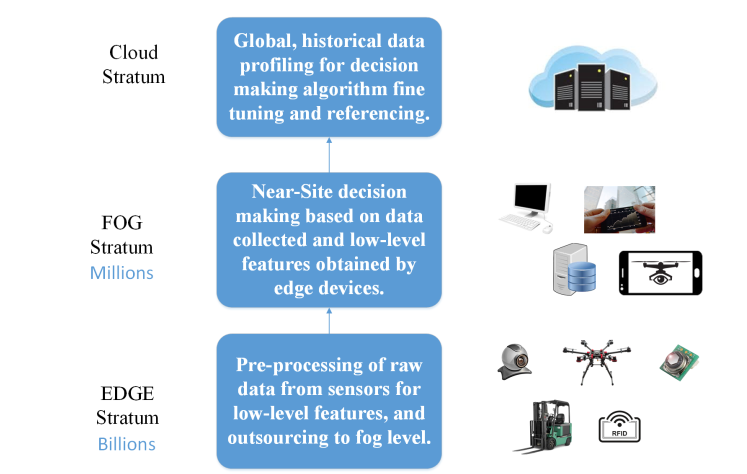 Cloud
Stratum
Global, historical data
profiling for decision
making algorithm fine
tuning and referencing.
FOG
Stratum
Millions
Near-Site decision
making based on data
collected and low-level
features obtained by
edge devices.
EDGE
Stratum
Billions
Pre-processing of raw
data from sensors for
low-level features, and
outsourcing to fog level.
RFID